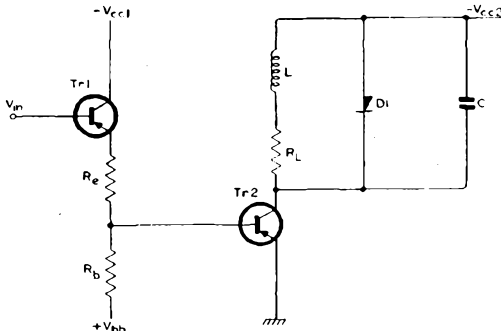 -Vcc1
-Vcc2
Tr1
L
D1
C
Vin
Re
RL
Tr2
Rb
+Vbb